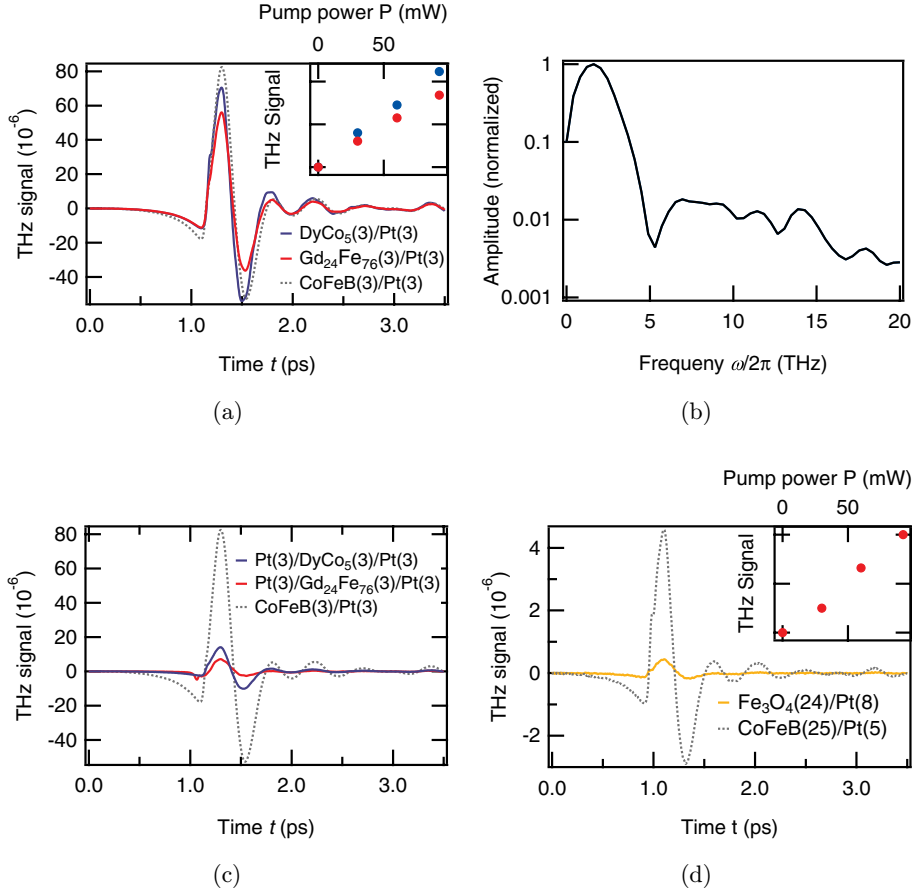 Pump power P (mW)
0 50
80
60
40
20
0
-20
-40
THz signal (10-6)
THz Signal
DyCo5(3)/Pt(3)
Gd24Fe76(3)/Pt(3)
CoFeB(3)/Pt(3)
0.0 1.0 2.0 3.0
Time t (ps)
(a)
1
0.1
0.01
0.001
Amplitude (normalized)
0 5 10 15 20
Frequeny ω/2π (THz)
(b)
80
60
40
20
0
-20
-40
THz signal (10-6)
Pt(3)/DyCo5(3)/Pt(3)
Pt(3)/Gd24Fe76(3)/Pt(3)
CoFeB(3)/Pt(3)
0.0 1.0 2.0 3.0
Time t (ps)
(c)
Pump power P (mW)
0 50
4
2
0
-2
THz signal (10-6)
THz Signal
Fe3O4(24)/Pt(8)
CoFeB(25)/Pt(5)
0.0 1.0 2.0 3.0
Time t (ps)
(d)